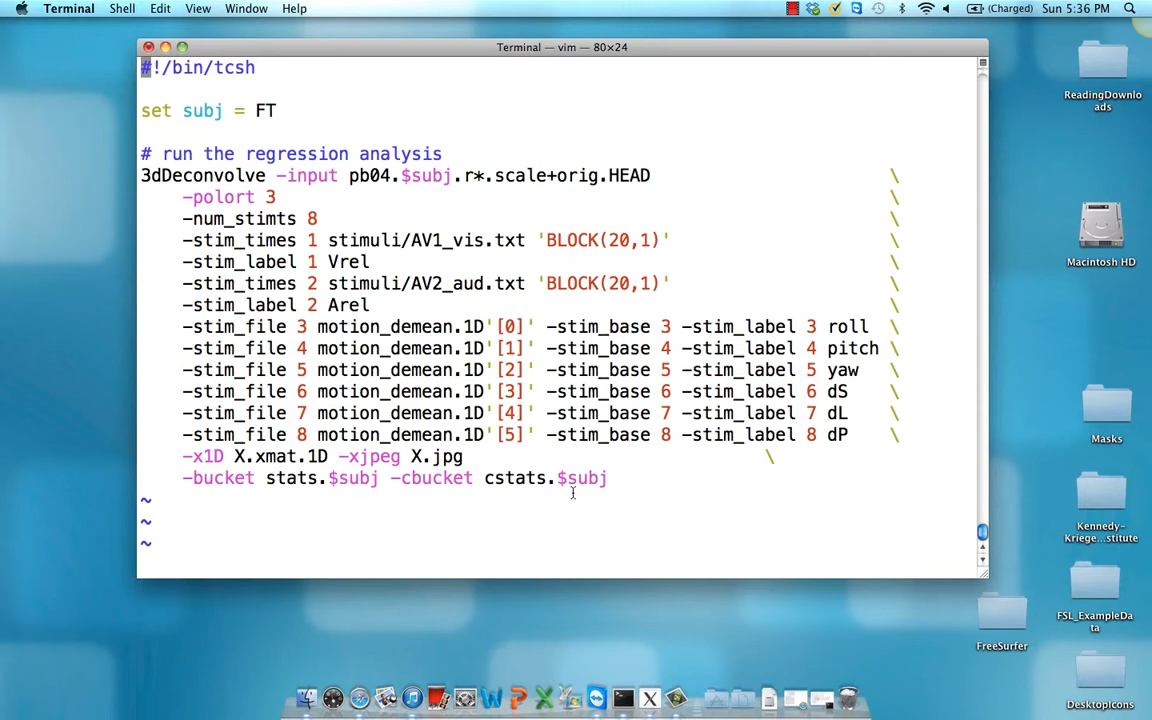 Terminal Shell Edit View Window Help (Charged) Sun 5:36 PM
Terminal — vim — 80×24
#!/bin/tcsh
set subj = FT
# run the regression analysis
3dDeconvolve -input pb04.$subj.r*.scale+orig.HEAD \
-polort 3 \
-num_stimts 8 \
-stim_times 1 stimuli/AV1_vis.txt 'BLOCK(20,1)' \
-stim_label 1 Vrel \
-stim_times 2 stimuli/AV2_aud.txt 'BLOCK(20,1)' \
-stim_label 2 Arel \
-stim_file 3 motion_demean.1D'[0]' -stim_base 3 -stim_label 3 roll \
-stim_file 4 motion_demean.1D'[1]' -stim_base 4 -stim_label 4 pitch \
-stim_file 5 motion_demean.1D'[2]' -stim_base 5 -stim_label 5 yaw \
-stim_file 6 motion_demean.1D'[3]' -stim_base 6 -stim_label 6 dS \
-stim_file 7 motion_demean.1D'[4]' -stim_base 7 -stim_label 7 dL \
-stim_file 8 motion_demean.1D'[5]' -stim_base 8 -stim_label 8 dP \
-x1D X.xmat.1D -xjpeg X.jpg \
-bucket stats.$subj -cbucket cstats.$subj
~
~
~
ReadingDownlo
ads
Macintosh HD
Masks
Kennedy-
Kriege...stitute
FSL_ExampleDa
ta
FreeSurfer
DesktopIcons